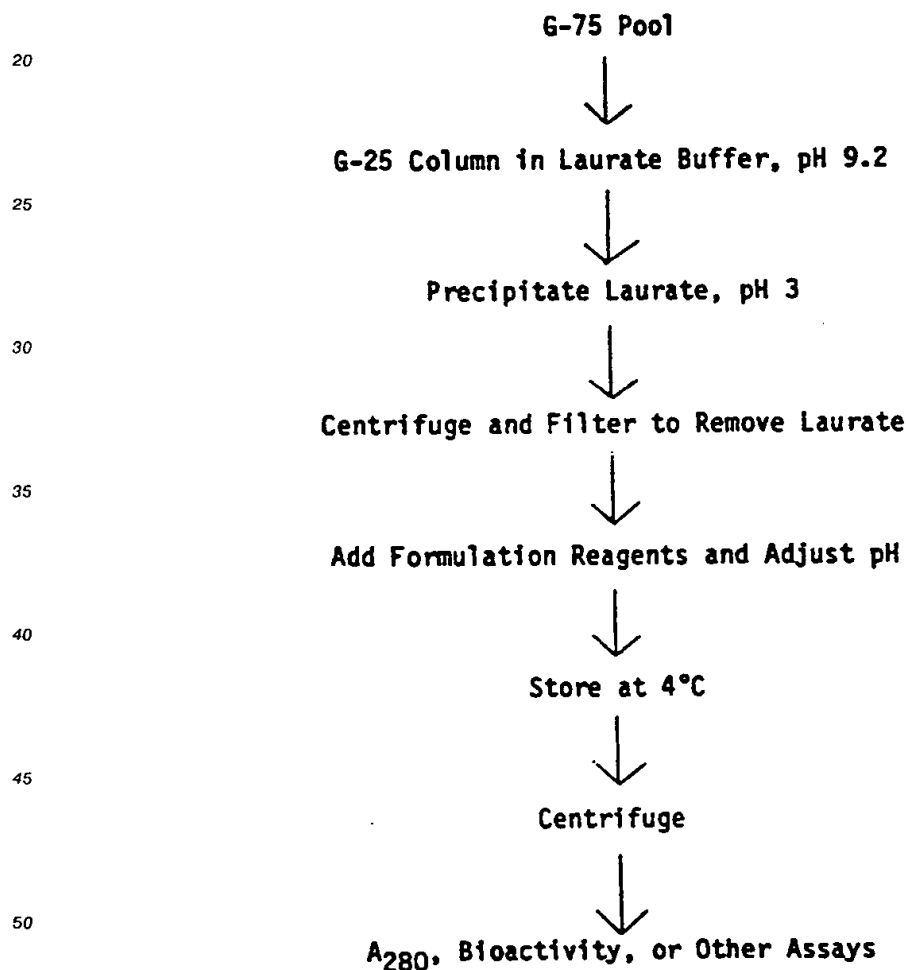 G-75 Pool
20
G-25 Column in Laurate Buffer, pH 9.2
25
Precipitate Laurate, pH 3
30
Centrifuge and Filter to Remove Laurate
35
Add Formulation Reagents and Adjust pH
40
Store at 4°C
45
Centrifuge
50
A280, Bioactivity, or Other Assays